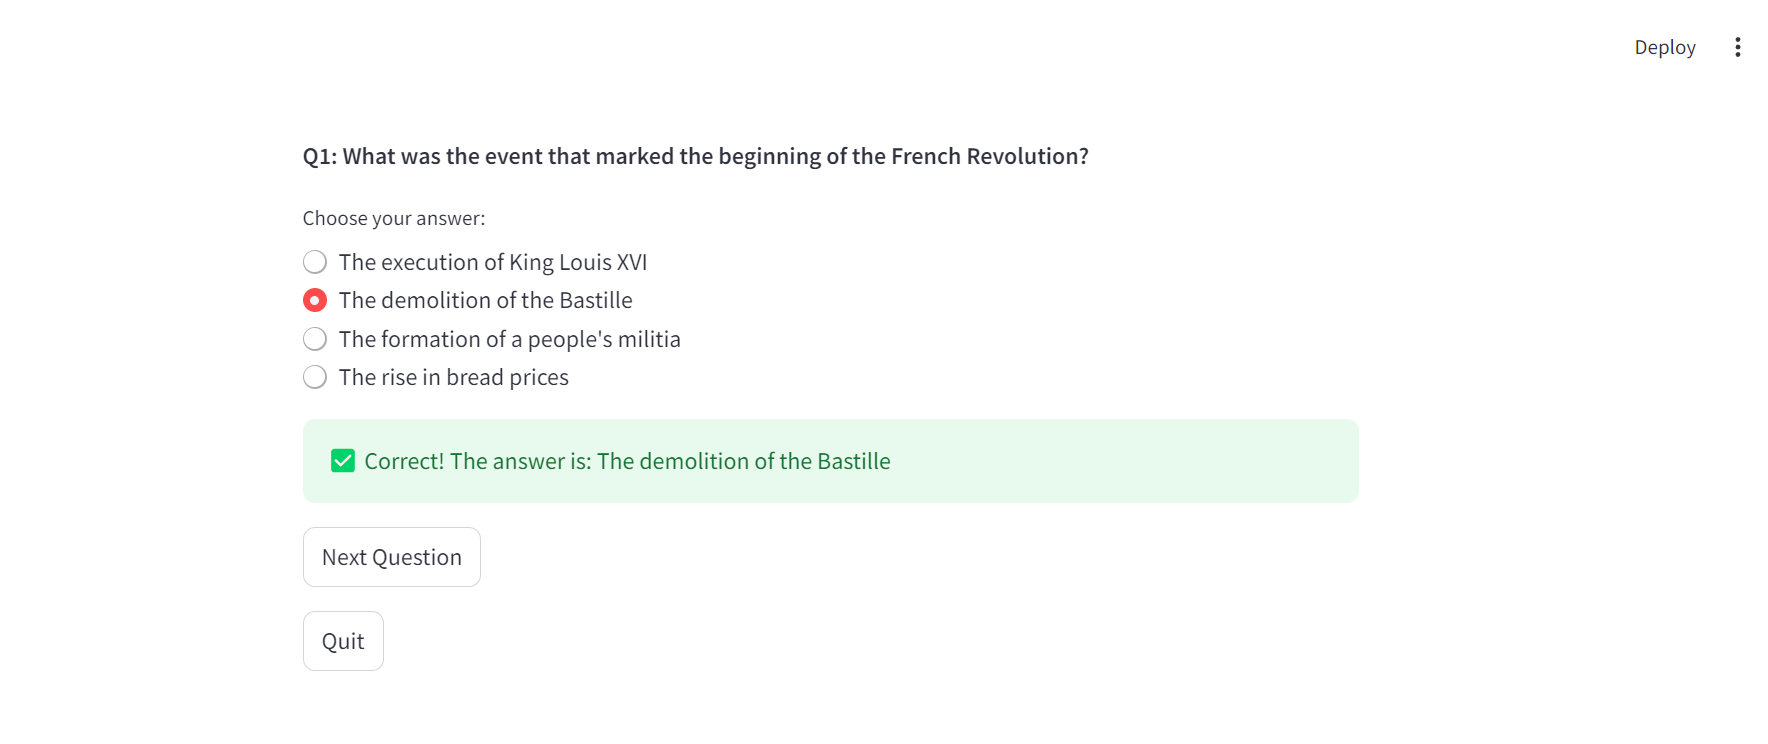 Deploy
Q1: What was the event that marked the beginning of the French Revolution?
Choose your answer:
The execution of King Louis XVI
The demolition of the Bastille
The formation of a people's militia
The rise in bread prices
Correct! The answer is: The demolition of the Bastille
Next Question
Quit